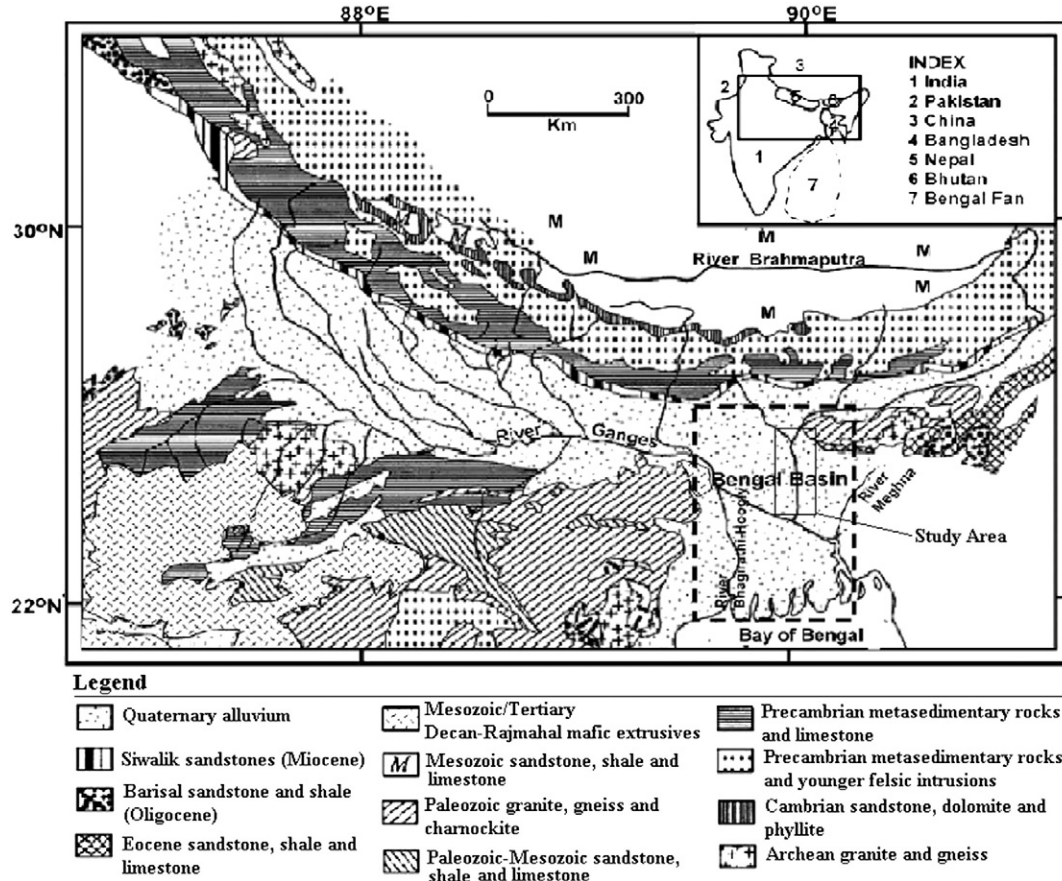 88°E
90°E
30°N
22°N
0
300
Km
INDEX
1 India
2 Pakistan
3 China
4 Bangladesh
5 Nepal
6 Bhutan
7 Bengal Fan
3
2
5
6
4
1
7
M
M
M
M
M
M
M
M
River Brahmaputra
River Ganges
Bengal Basin
River Meghna
River Bhagirathi-Hoogly
Study Area
Bay of Bengal
Legend
Quaternary alluvium
Siwalik sandstones (Miocene)
Barisal sandstone and shale
(Oligocene)
Eocene sandstone, shale and
limestone
Mesozoic/Tertiary
Decan-Rajmahal mafic extrusives
M
Mesozoic sandstone, shale and
limestone
Paleozoic granite, gneiss and
charnockite
Paleozoic-Mesozoic sandstone,
shale and limestone
Precambrian metasedimentary rocks
and limestone
Precambrian metasedimentary rocks
and younger felsic intrusions
Cambrian sandstone, dolomite and
phyllite
Archean granite and gneiss